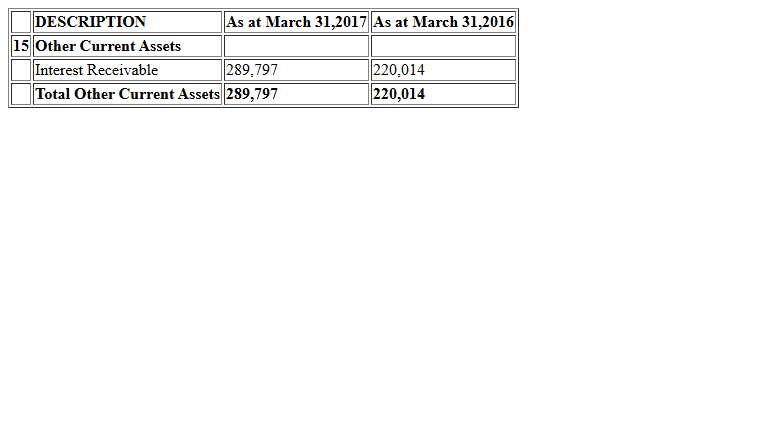 DESCRIPTION As at March 31,2017 As at March 31,2016
15 Other Current Assets
Interest Receivable 289,797 220,014
Total Other Current Assets 289,797 220,014